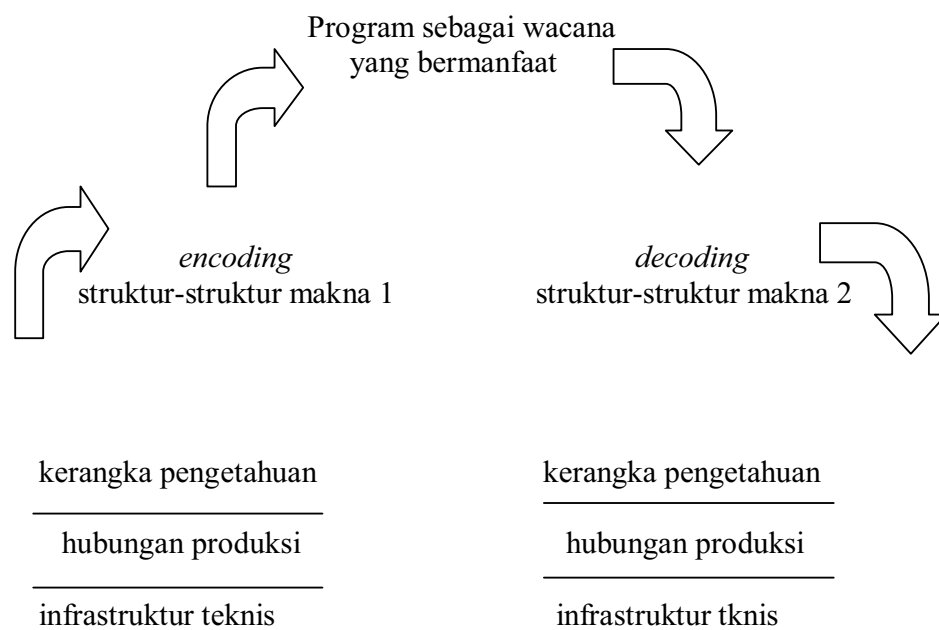 Program sebagai wacana
yang bermanfaat
encoding
struktur-struktur makna 1
decoding
struktur-struktur makna 2
kerangka pengetahuan
hubungan produksi
infrastruktur teknis
kerangka pengetahuan
hubungan produksi
infrastruktur tknis